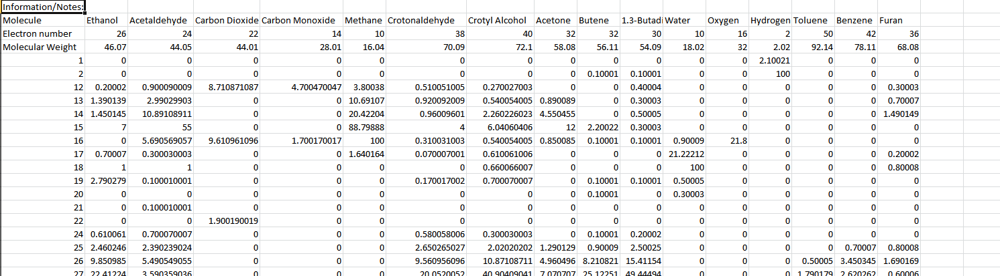 Information/Notes:
Molecule Ethanol Acetaldehyde Carbon Dioxide Carbon Monoxide Methane Crotonaldehyde Crotyl Alcohol Acetone Butene 1.3-Butadi Water Oxygen Hydrogen Toluene Benzene Furan
Electron number 26 24 22 14 10 38 40 32 32 30 10 16 2 50 42 36
Molecular Weight 46.07 44.05 44.01 28.01 16.04 70.09 72.1 58.08 56.11 54.09 18.02 32 2.02 92.14 78.11 68.08
1 0 0 0 0 0 0 0 0 0 0 0 0 2.10021 0 0 0
2 0 0 0 0 0 0 0 0 0.10001 0.10001 0 0 100 0 0 0
12 0.20002 0.900090009 8.710871087 4.700470047 3.80038 0.510051005 0.270027003 0 0 0.40004 0 0 0 0 0 0.30003
13 1.390139 2.99029903 0 0 10.69107 0.920092009 0.540054005 0.890089 0 0.30003 0 0 0 0 0 0.70007
14 1.450145 10.89108911 0 0 20.42204 0.96009601 2.260226023 4.550455 0 0.50005 0 0 0 0 0 1.490149
15 7 55 0 0 88.79888 4 6.04060406 12 2.20022 0.30003 0 0 0 0 0 0
16 0 5.690569057 9.610961096 1.700170017 100 0.310031003 0.540054005 0.850085 0.10001 0.10001 0.90009 21.8 0 0 0 0
17 0.70007 0.300030003 0 0 1.640164 0.070007001 0.610061006 0 0 0 21.22212 0 0 0 0 0.20002
18 1 1 0 0 0 0 0.660066007 0 0 0 100 0 0 0 0 0.80008
19 2.790279 0.100010001 0 0 0 0.170017002 0.700070007 0 0.10001 0.10001 0.50005 0 0 0 0 0
20 0 0 0 0 0 0 0 0 0.10001 0 0.30003 0 0 0 0 0
21 0 0.100010001 0 0 0 0 0 0 0 0 0 0 0 0 0 0
22 0 0 1.900190019 0 0 0 0 0 0 0 0 0 0 0 0 0
24 0.610061 0.700070007 0 0 0 0.580058006 0.300030003 0 0.10001 0.20002 0 0 0 0 0 0
25 2.460246 2.390239024 0 0 0 2.650265027 2.02020202 1.290129 0.90009 2.50025 0 0 0 0 0.70007 0.80008
26 9.850985 5.490549055 0 0 0 9.560956096 10.87108711 4.960496 8.210821 15.41154 0 0 0 0.50005 3.450345 1.690169
27 22.41224 3.590359036 0 0 0 20.0520052 40.90409041 7.070707 25.12251 49.44494 0 0 0 1.790179 2.620262 0.60006